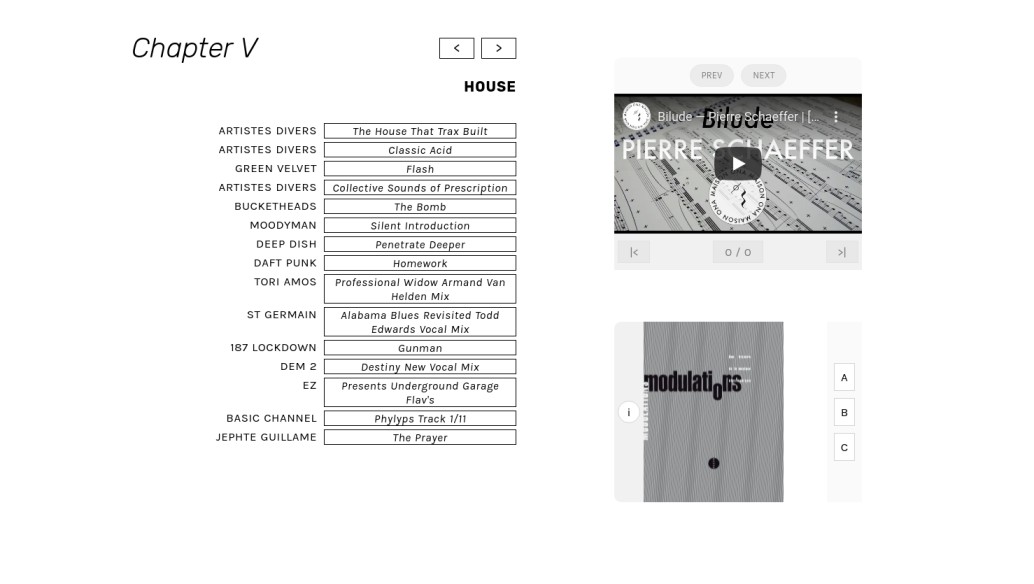 Chapter V
< >
HOUSE
ARTISTES DIVERS The House That Trax Built
ARTISTES DIVERS Classic Acid
GREEN VELVET Flash
ARTISTES DIVERS Collective Sounds of Prescription
BUCKETHEADS The Bomb
MOODYMAN Silent Introduction
DEEP DISH Penetrate Deeper
DAFT PUNK Homework
TORI AMOS Professional Widow Armand Van
Helden Mix
ST GERMAIN Alabama Blues Revisited Todd
Edwards Vocal Mix
187 LOCKDOWN Gunman
DEM 2 Destiny New Vocal Mix
EZ Presents Underground Garage
Flav's
BASIC CHANNEL Phylyps Track 1/11
JEPHTE GUILLAME The Prayer
PREV NEXT
Bilude — Pierre Schaeffer | [...
Bilude
PIERRE SCHAEFFER
MAISON ONA MAISON ONA
|< 0 / 0 >|
modulations
i
A
B
C